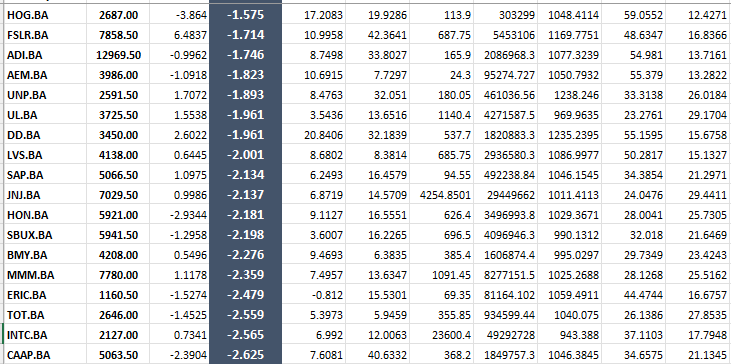 HOG.BA 2687.00 -3.864 -1.575 17.2083 19.9286 113.9 303299 1048.4114 59.0552 12.4271
FSLR.BA 7858.50 6.4837 -1.714 10.9958 42.3641 687.75 5453106 1169.7751 48.6347 16.8366
ADI.BA 12969.50 -0.9962 -1.746 8.7498 33.8027 165.9 2086968.3 1077.3239 54.981 13.7161
AEM.BA 3986.00 -1.0918 -1.823 10.6915 7.7297 24.3 95274.727 1050.7932 55.379 13.2822
UNP.BA 2591.50 1.7072 -1.893 8.4763 32.051 180.05 461036.56 1238.246 33.3138 26.0184
UL.BA 3725.50 1.5538 -1.961 3.5436 13.6516 1140.4 4271587.5 969.9635 23.2761 29.1704
DD.BA 3450.00 2.6022 -1.961 20.8406 32.1839 537.7 1820883.3 1235.2395 55.1595 15.6758
LVS.BA 4138.00 0.6445 -2.001 8.6802 8.3814 685.75 2936580.3 1086.9977 50.2817 15.1327
SAP.BA 5066.50 1.0975 -2.134 6.2493 16.4579 94.55 492238.84 1046.1545 34.3854 21.2971
JNJ.BA 7029.50 0.9986 -2.137 6.8719 14.5709 4254.8501 29449662 1011.4113 24.0476 29.4411
HON.BA 5921.00 -2.9344 -2.181 9.1127 16.5551 626.4 3496993.8 1029.3671 28.0041 25.7305
SBUX.BA 5941.50 -1.2958 -2.198 3.6007 16.2265 696.5 4096946.3 990.1312 32.018 21.6469
BMY.BA 4208.00 0.5496 -2.276 9.4693 6.3835 385.4 1606874.4 995.0297 29.7349 23.4243
MMM.BA 7780.00 1.1178 -2.359 7.4957 13.6347 1091.45 8277151.5 1025.2688 28.1268 25.5162
ERIC.BA 1160.50 -1.5274 -2.479 -0.812 15.5301 69.35 81164.102 1059.4911 44.4744 16.6757
TOT.BA 2646.00 -1.4525 -2.559 5.3973 5.9459 355.85 934599.44 1040.075 26.1386 27.8535
INTC.BA 2127.00 0.7341 -2.565 6.992 12.0063 23600.4 49292728 943.388 37.1103 17.7948
CAAP.BA 5063.50 -2.3904 -2.625 7.6081 40.6332 368.2 1849757.3 1046.3845 34.6575 21.1345